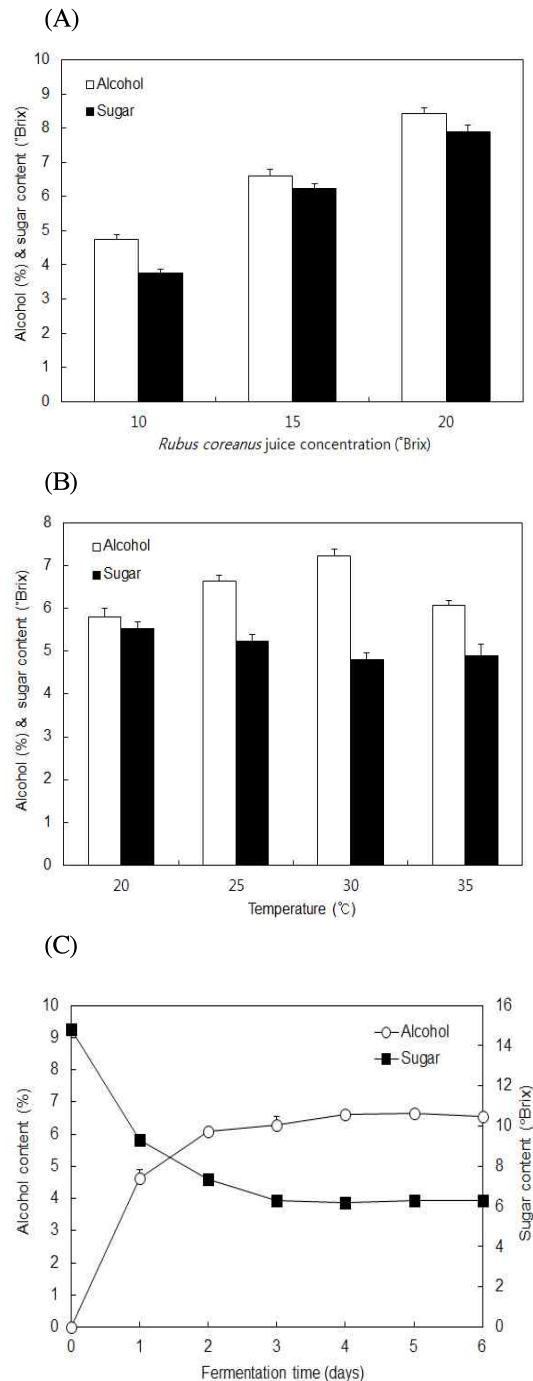 (A)
10
9
8
7
6
5
4
3
2
1
0
Alcohol (%) & sugar content (°Brix)
Alcohol
Sugar
10 15 20
Rubus coreanus juice concentration (°Brix)
(B)
8
7
6
5
4
3
2
1
0
Alcohol (%) & sugar content (°Brix)
Alcohol
Sugar
20 25 30 35
Temperature (℃)
(C)
10
9
8
7
6
5
4
3
2
1
0
Alcohol content (%)
Alcohol
Sugar
16
14
12
10
8
6
4
2
0
Sugar content (°Brix)
0 1 2 3 4 5 6
Fermentation time (days)